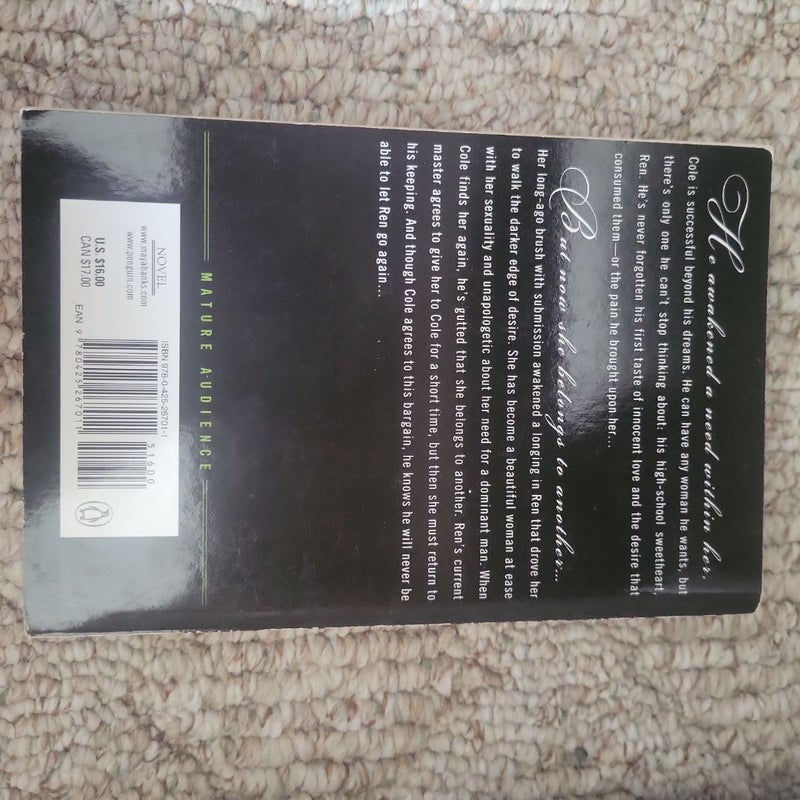 He awakened a need within her.
Cole is successful beyond his dreams. He can have any woman he wants, but
there's only one he can't stop thinking about: his high-school sweetheart,
Ren. He's never forgotten his first taste of innocent love and the desire that
consumed them—or the pain he brought upon her...
But now she belongs to another...
Her long-ago brush with submission awakened a longing in Ren that drove her
to walk the darker edge of desire. She has become a beautiful woman at ease
with her sexuality and unapologetic about her need for a dominant man. When
Cole finds her again, he's gutted that she belongs to another. Ren's current
master agrees to give her to Cole for a short time, but then she must return to
his keeping. And though Cole agrees to this bargain, he knows he will never be
able to let Ren go again...
MATURE AUDIENCE
NOVEL
www.mayabanks.com
www.penguin.com
U.S. $16.00
CAN $17.00
ISBN 978-0-425-26701-1
51600
EAN 9 780425 267011